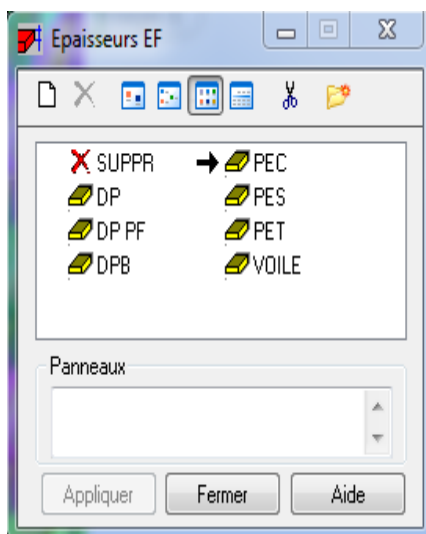 Epaisseurs EF
SUPPR PEC
DP PES
DP PF PET
DPB VOILE
Panneaux
Appliquer Fermer Aide